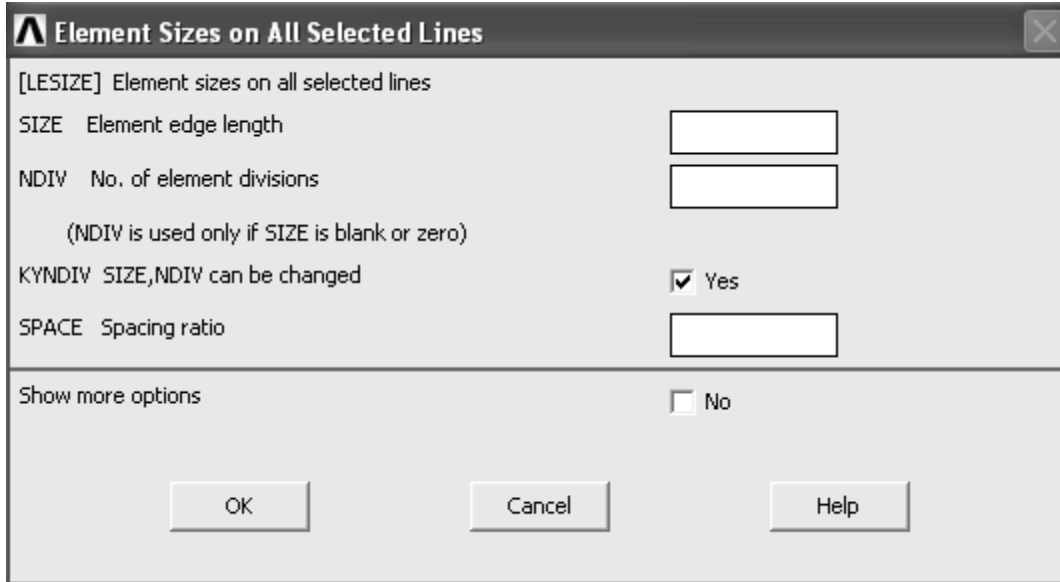 Element Sizes on All Selected Lines
[LESIZE] Element sizes on all selected lines
SIZE Element edge length
NDIV No. of element divisions
(NDIV is used only if SIZE is blank or zero)
KYNDIV SIZE,NDIV can be changed
Yes
SPACE Spacing ratio
Show more options
No
OK
Cancel
Help